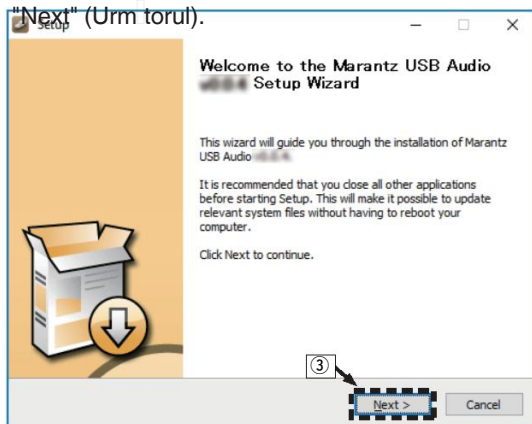 "Next" (Urm torul).
Setup
Welcome to the Marantz USB Audio
Setup Wizard
This wizard will guide you through the installation of Marantz
USB Audio
It is recommended that you close all other applications
before starting Setup. This will make it possible to update
relevant system files without having to reboot your
computer.
Click Next to continue.
③
Next >
Cancel